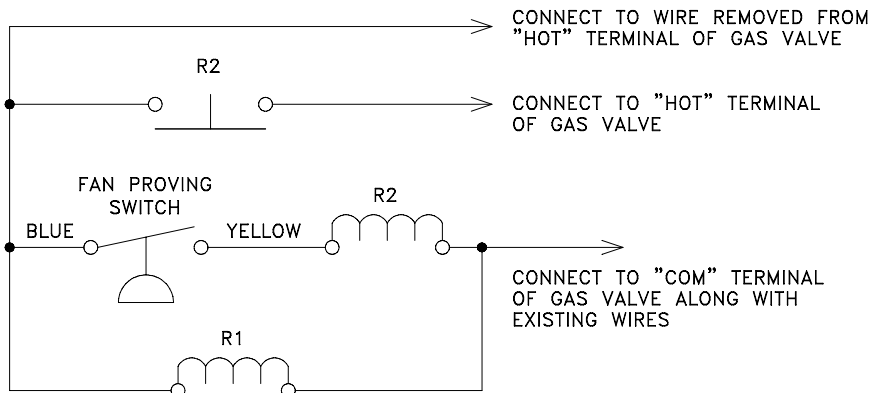 CONNECT TO WIRE REMOVED FROM
"HOT" TERMINAL OF GAS VALVE
R2
CONNECT TO "HOT" TERMINAL
OF GAS VALVE
FAN PROVING
SWITCH
R2
BLUE
YELLOW
CONNECT TO "COM" TERMINAL
OF GAS VALVE ALONG WITH
EXISTING WIRES
R1